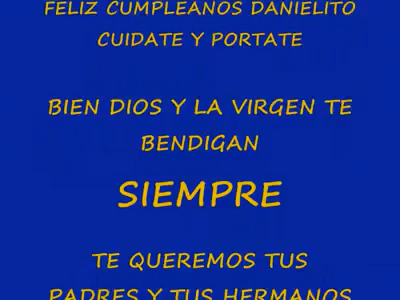 FELIZ CUMPLEANOS DANIELITO
CUIDATE Y PORTATE
BIEN DIOS Y LA VIRGEN TE
BENDIGAN
SIEMPRE
TE QUEREMOS TUS
PADRES Y TUS HERMANOS